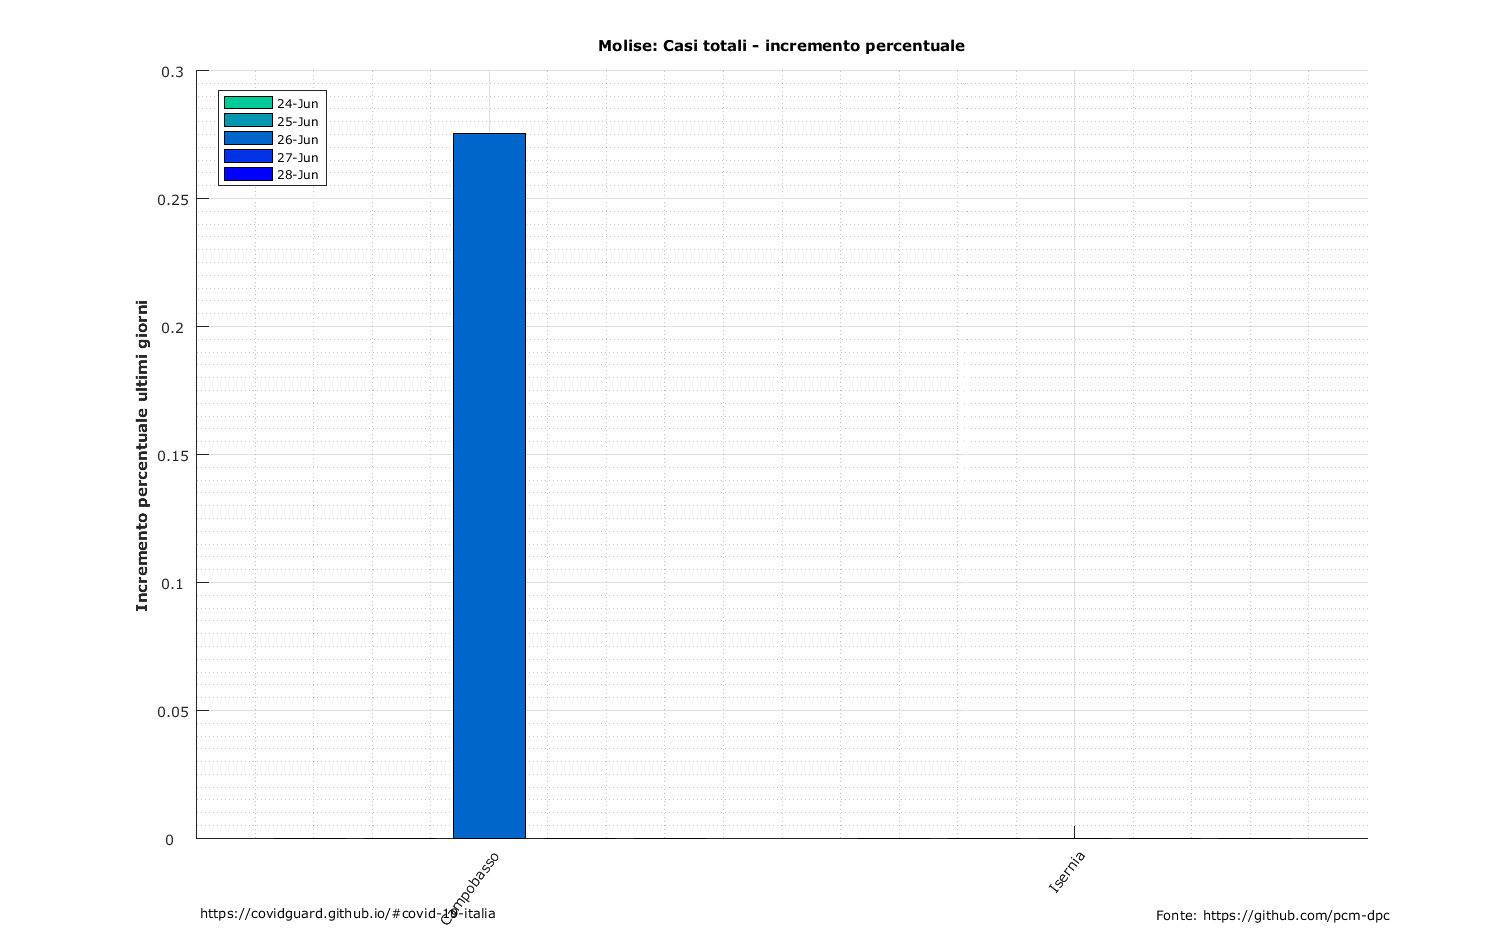 Molise: Casi totali - incremento percentuale
0.3
0.25
0.2
0.15
0.1
0.05
0
Incremento percentuale ultimi giorni
24-Jun
25-Jun
26-Jun
27-Jun
28-Jun
Campobasso
Isernia
https://covidguard.github.io/#covid-19-italia
Fonte: https://github.com/pcm-dpc